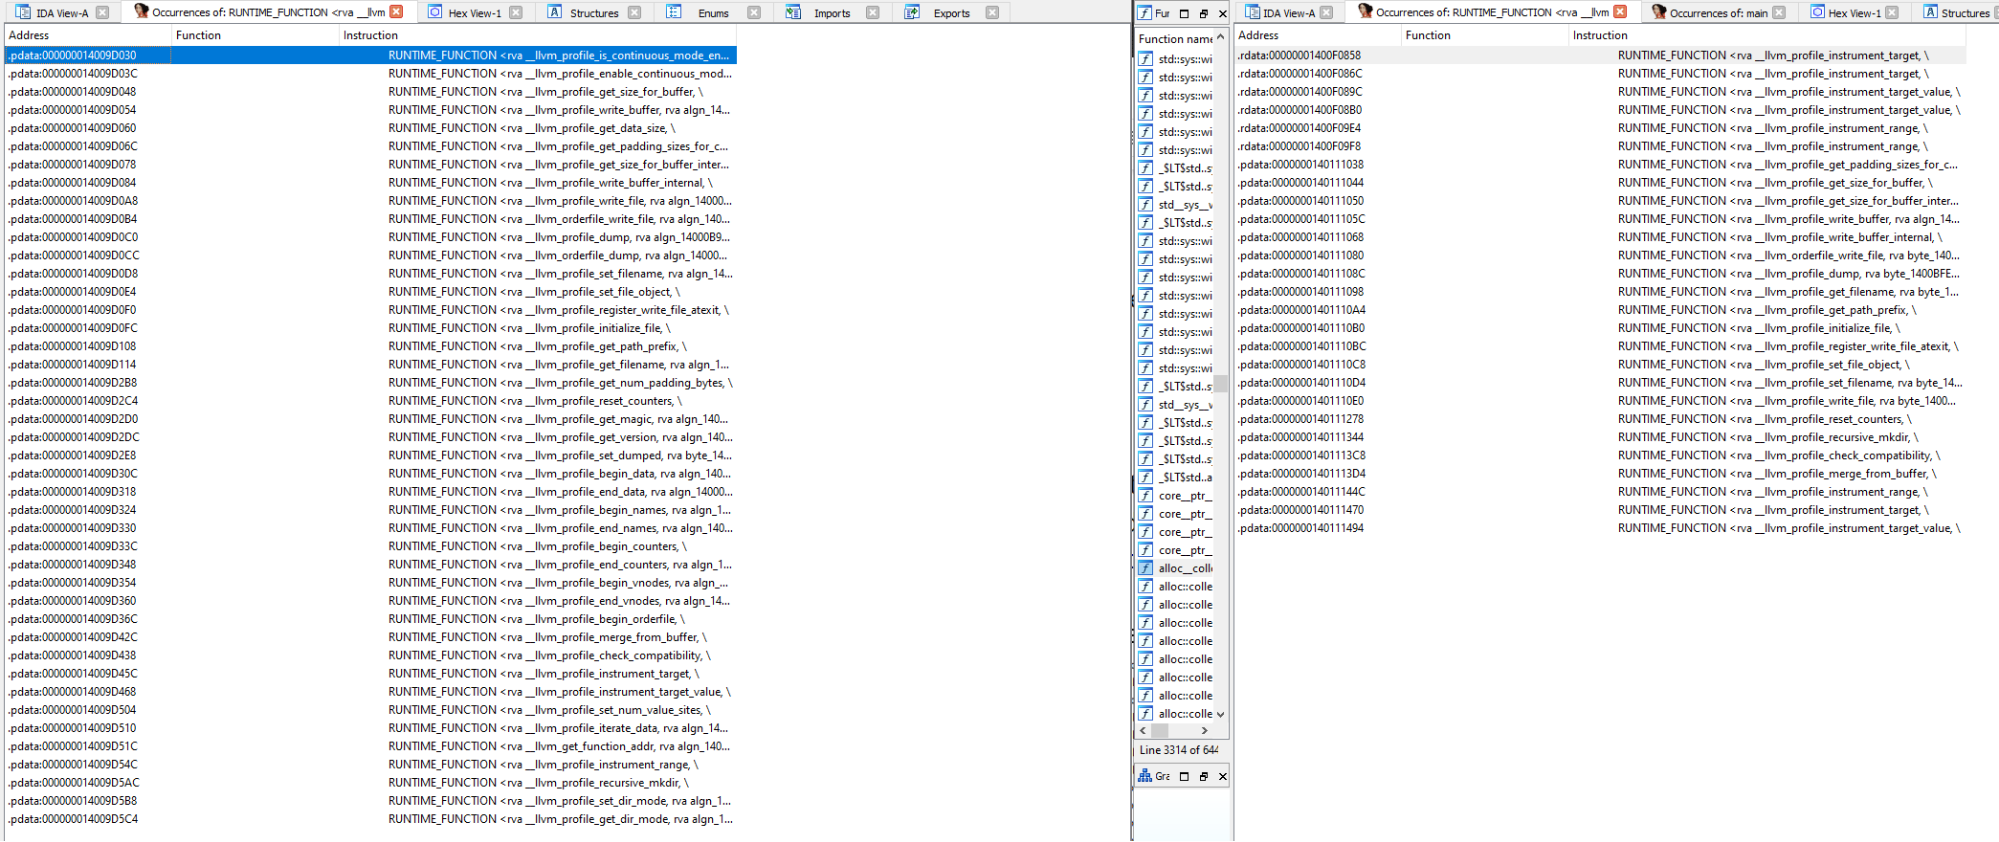 IDA View-A Occurrences of: RUNTIME_FUNCTION <rva __llvm Hex View-1 Structures Enums Imports Exports
Address Function Instruction
.pdata:000000014009D030 RUNTIME_FUNCTION <rva __llvm_profile_is_continuous_mode_en...
.pdata:000000014009D03C RUNTIME_FUNCTION <rva __llvm_profile_enable_continuous_mod...
.pdata:000000014009D048 RUNTIME_FUNCTION <rva __llvm_profile_get_size_for_buffer, \
.pdata:000000014009D054 RUNTIME_FUNCTION <rva __llvm_profile_write_buffer, rva algn_14...
.pdata:000000014009D060 RUNTIME_FUNCTION <rva __llvm_profile_get_data_size, \
.pdata:000000014009D06C RUNTIME_FUNCTION <rva __llvm_profile_get_padding_sizes_for_c...
.pdata:000000014009D078 RUNTIME_FUNCTION <rva __llvm_profile_get_size_for_buffer_inter...
.pdata:000000014009D084 RUNTIME_FUNCTION <rva __llvm_profile_write_buffer_internal, \
.pdata:000000014009D0A8 RUNTIME_FUNCTION <rva __llvm_profile_write_file, rva algn_14000...
.pdata:000000014009D0B4 RUNTIME_FUNCTION <rva __llvm_orderfile_write_file, rva algn_140...
.pdata:000000014009D0C0 RUNTIME_FUNCTION <rva __llvm_profile_dump, rva algn_14000B9...
.pdata:000000014009D0CC RUNTIME_FUNCTION <rva __llvm_orderfile_dump, rva algn_14000...
.pdata:000000014009D0D8 RUNTIME_FUNCTION <rva __llvm_profile_set_filename, rva algn_14...
.pdata:000000014009D0E4 RUNTIME_FUNCTION <rva __llvm_profile_set_file_object, \
.pdata:000000014009D0F0 RUNTIME_FUNCTION <rva __llvm_profile_register_write_file_atexit, \
.pdata:000000014009D0FC RUNTIME_FUNCTION <rva __llvm_profile_initialize_file, \
.pdata:000000014009D108 RUNTIME_FUNCTION <rva __llvm_profile_get_path_prefix, \
.pdata:000000014009D114 RUNTIME_FUNCTION <rva __llvm_profile_get_filename, rva algn_1...
.pdata:000000014009D2B8 RUNTIME_FUNCTION <rva __llvm_profile_get_num_padding_bytes, \
.pdata:000000014009D2C4 RUNTIME_FUNCTION <rva __llvm_profile_reset_counters, \
.pdata:000000014009D2D0 RUNTIME_FUNCTION <rva __llvm_profile_get_magic, rva algn_140...
.pdata:000000014009D2DC RUNTIME_FUNCTION <rva __llvm_profile_get_version, rva algn_140...
.pdata:000000014009D2E8 RUNTIME_FUNCTION <rva __llvm_profile_set_dumped, rva byte_14...
.pdata:000000014009D30C RUNTIME_FUNCTION <rva __llvm_profile_begin_data, rva algn_140...
.pdata:000000014009D318 RUNTIME_FUNCTION <rva __llvm_profile_end_data, rva algn_14000...
.pdata:000000014009D324 RUNTIME_FUNCTION <rva __llvm_profile_begin_names, rva algn_1...
.pdata:000000014009D330 RUNTIME_FUNCTION <rva __llvm_profile_end_names, rva algn_140...
.pdata:000000014009D33C RUNTIME_FUNCTION <rva __llvm_profile_begin_counters, \
.pdata:000000014009D348 RUNTIME_FUNCTION <rva __llvm_profile_end_counters, rva algn_1...
.pdata:000000014009D354 RUNTIME_FUNCTION <rva __llvm_profile_begin_vnodes, rva algn_...
.pdata:000000014009D360 RUNTIME_FUNCTION <rva __llvm_profile_end_vnodes, rva algn_14...
.pdata:000000014009D36C RUNTIME_FUNCTION <rva __llvm_profile_begin_orderfile, \
.pdata:000000014009D42C RUNTIME_FUNCTION <rva __llvm_profile_merge_from_buffer, \
.pdata:000000014009D438 RUNTIME_FUNCTION <rva __llvm_profile_check_compatibility, \
.pdata:000000014009D45C RUNTIME_FUNCTION <rva __llvm_profile_instrument_target, \
.pdata:000000014009D468 RUNTIME_FUNCTION <rva __llvm_profile_instrument_target_value, \
.pdata:000000014009D504 RUNTIME_FUNCTION <rva __llvm_profile_set_num_value_sites, \
.pdata:000000014009D510 RUNTIME_FUNCTION <rva __llvm_profile_iterate_data, rva algn_14...
.pdata:000000014009D51C RUNTIME_FUNCTION <rva __llvm_get_function_addr, rva algn_140...
.pdata:000000014009D54C RUNTIME_FUNCTION <rva __llvm_profile_instrument_range, \
.pdata:000000014009D5AC RUNTIME_FUNCTION <rva __llvm_profile_recursive_mkdir, \
.pdata:000000014009D5B8 RUNTIME_FUNCTION <rva __llvm_profile_set_dir_mode, rva algn_1...
.pdata:000000014009D5C4 RUNTIME_FUNCTION <rva __llvm_profile_get_dir_mode, rva algn_1...
Fur
Function name
std::sys::wi
std::sys::wi
std::sys::wi
std::sys::wi
std::sys::wi
std::sys::wi
_$LT$std..s
_$LT$std..s
std__sys__v
_$LT$std..s
std::sys::wi
std::sys::wi
std::sys::wi
std::sys::wi
std::sys::wi
std::sys::wi
std::sys::wi
std::sys::wi
_$LT$std..s
std__sys__v
_$LT$std..s
_$LT$std..s
_$LT$std..s
_$LT$std..a
core__ptr__
core__ptr__
core__ptr__
core__ptr__
alloc__coll
alloc::colle
alloc::colle
alloc::colle
alloc::colle
alloc::colle
alloc::colle
alloc::colle
alloc::colle
Line 3314 of 644
Gra
IDA View-A Occurrences of: RUNTIME_FUNCTION <rva __llvm Occurrences of: main Hex View-1 Structures
Address Function Instruction
.rdata:00000001400F0858 RUNTIME_FUNCTION <rva __llvm_profile_instrument_target, \
.rdata:00000001400F086C RUNTIME_FUNCTION <rva __llvm_profile_instrument_target, \
.rdata:00000001400F089C RUNTIME_FUNCTION <rva __llvm_profile_instrument_target_value, \
.rdata:00000001400F08B0 RUNTIME_FUNCTION <rva __llvm_profile_instrument_target_value, \
.rdata:00000001400F09E4 RUNTIME_FUNCTION <rva __llvm_profile_instrument_range, \
.rdata:00000001400F09F8 RUNTIME_FUNCTION <rva __llvm_profile_instrument_range, \
.pdata:0000000140111038 RUNTIME_FUNCTION <rva __llvm_profile_get_padding_sizes_for_c...
.pdata:0000000140111044 RUNTIME_FUNCTION <rva __llvm_profile_get_size_for_buffer, \
.pdata:0000000140111050 RUNTIME_FUNCTION <rva __llvm_profile_get_size_for_buffer_inter...
.pdata:000000014011105C RUNTIME_FUNCTION <rva __llvm_profile_write_buffer, rva algn_14...
.pdata:0000000140111068 RUNTIME_FUNCTION <rva __llvm_profile_write_buffer_internal, \
.pdata:0000000140111080 RUNTIME_FUNCTION <rva __llvm_orderfile_write_file, rva byte_140...
.pdata:000000014011108C RUNTIME_FUNCTION <rva __llvm_profile_dump, rva byte_1400BFE...
.pdata:0000000140111098 RUNTIME_FUNCTION <rva __llvm_profile_get_filename, rva byte_1...
.pdata:00000001401110A4 RUNTIME_FUNCTION <rva __llvm_profile_get_path_prefix, \
.pdata:00000001401110B0 RUNTIME_FUNCTION <rva __llvm_profile_initialize_file, \
.pdata:00000001401110BC RUNTIME_FUNCTION <rva __llvm_profile_register_write_file_atexit, \
.pdata:00000001401110C8 RUNTIME_FUNCTION <rva __llvm_profile_set_file_object, \
.pdata:00000001401110D4 RUNTIME_FUNCTION <rva __llvm_profile_set_filename, rva byte_14...
.pdata:00000001401110E0 RUNTIME_FUNCTION <rva __llvm_profile_write_file, rva byte_1400...
.pdata:0000000140111278 RUNTIME_FUNCTION <rva __llvm_profile_reset_counters, \
.pdata:0000000140111344 RUNTIME_FUNCTION <rva __llvm_profile_recursive_mkdir, \
.pdata:00000001401113C8 RUNTIME_FUNCTION <rva __llvm_profile_check_compatibility, \
.pdata:00000001401113D4 RUNTIME_FUNCTION <rva __llvm_profile_merge_from_buffer, \
.pdata:000000014011144C RUNTIME_FUNCTION <rva __llvm_profile_instrument_range, \
.pdata:0000000140111470 RUNTIME_FUNCTION <rva __llvm_profile_instrument_target, \
.pdata:0000000140111494 RUNTIME_FUNCTION <rva __llvm_profile_instrument_target_value, \